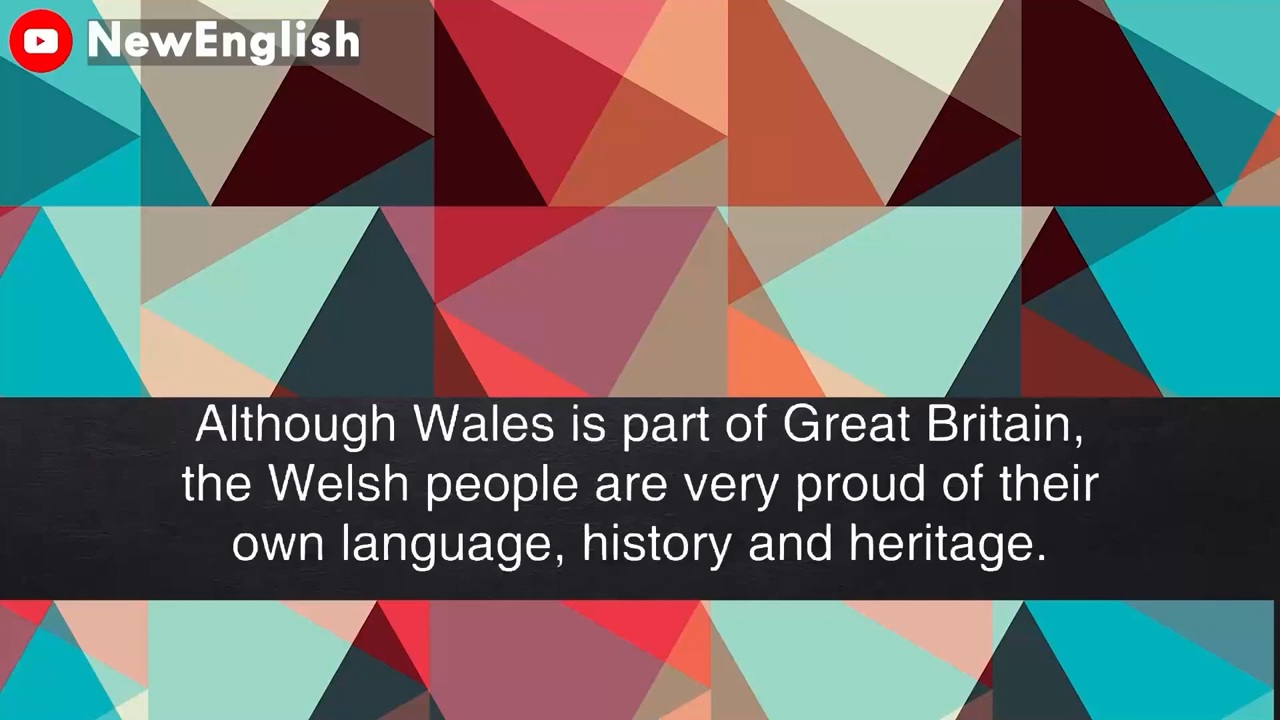 NewEnglish
Although Wales is part of Great Britain,
the Welsh people are very proud of their
own language, history and heritage.